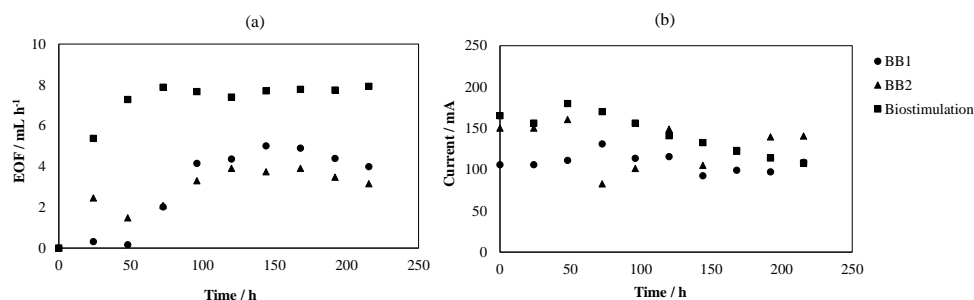 (a)
10
8
6
4
2
0
EOF / mL h⁻¹
0 50 100 150 200 250
Time / h
(b)
250
200
150
100
50
0
Current / mA
0 50 100 150 200 250
Time / h
BB1
BB2
Biostimulation